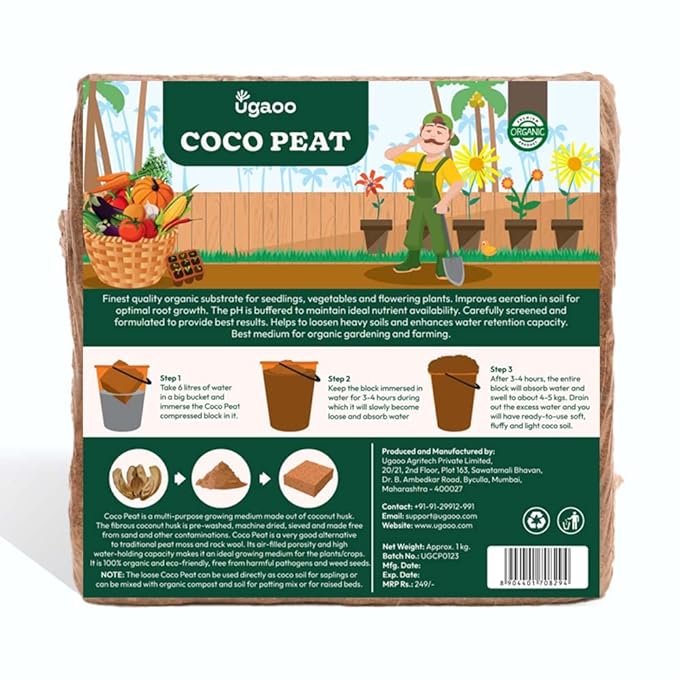 ugaoo
COCO PEAT
PREMIUM
ORGANIC
PRODUCT
Finest quality organic substrate for seedlings, vegetables and flowering plants. Improves aeration in soil for
optimal root growth. The pH is buffered to maintain ideal nutrient availability. Carefully screened and
formulated to provide best results. Helps to loosen heavy soils and enhances water retention capacity.
Best medium for organic gardening and farming.
Step 1
Take 6 litres of water
in a big bucket and
immerse the Coco Peat
compressed block in it.
Step 2
Keep the block immersed in
water for 3-4 hours during
which it will slowly become
loose and absorb water
Step 3
After 3-4 hours, the entire
block will absorb water and
swell to about 4-5 kgs. Drain
out the excess water and you
will have ready-to-use soft,
fluffy and light coco soil.
Coco Peat is a multi-purpose growing medium made out of coconut husk.
The fibrous coconut husk is pre-washed, machine dried, sieved and made free
from sand and other contaminations. Coco Peat is a very good alternative
to traditional peat moss and rock wool. Its air-filled porosity and high
water-holding capacity makes it an ideal growing medium for the plants/crops.
It is 100% organic and eco-friendly, free from harmful pathogens and weed seeds.
NOTE: The loose Coco Peat can be used directly as coco soil for saplings or
can be mixed with organic compost and soil for potting mix or for raised beds.
Produced and Manufactured by:
Ugaoo Agritech Private Limited,
20/21, 2nd Floor, Plot 163, Sawatamali Bhavan,
Dr. B. Ambedkar Road, Byculla, Mumbai,
Maharashtra - 400027
Contact: +91-91-29912-991
Email: support@ugaoo.com
Website: www.ugaoo.com
Net Weight: Approx. 1 kg.
Batch No.: UGCP0123
Mfg. Date:
Exp. Date:
MRP Rs.: 249/-
8 904401 708294